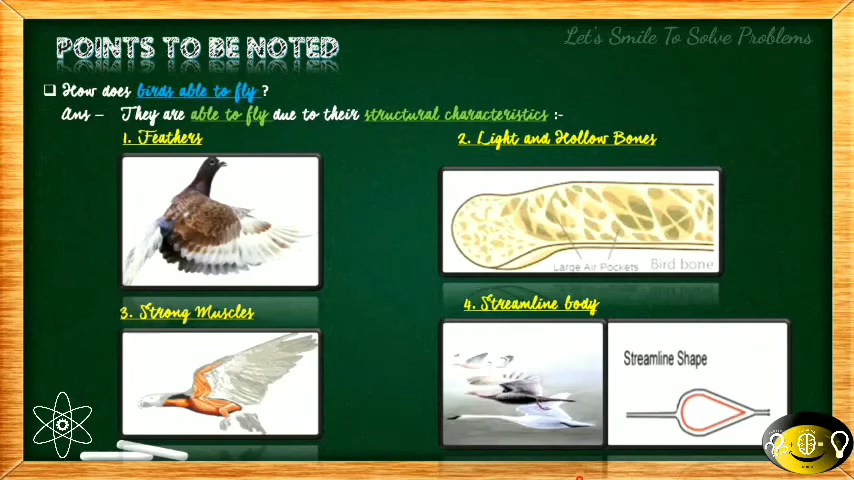 POINTS TO BE NOTED
Let's Smile To Solve Problems
How does birds able to fly ?
Ans – They are able to fly due to their structural characteristics :-
1. Feathers
2. Light and Hollow Bones
Large Air Pockets
Bird bone
3. Strong Muscles
4. Streamline body
Streamline Shape